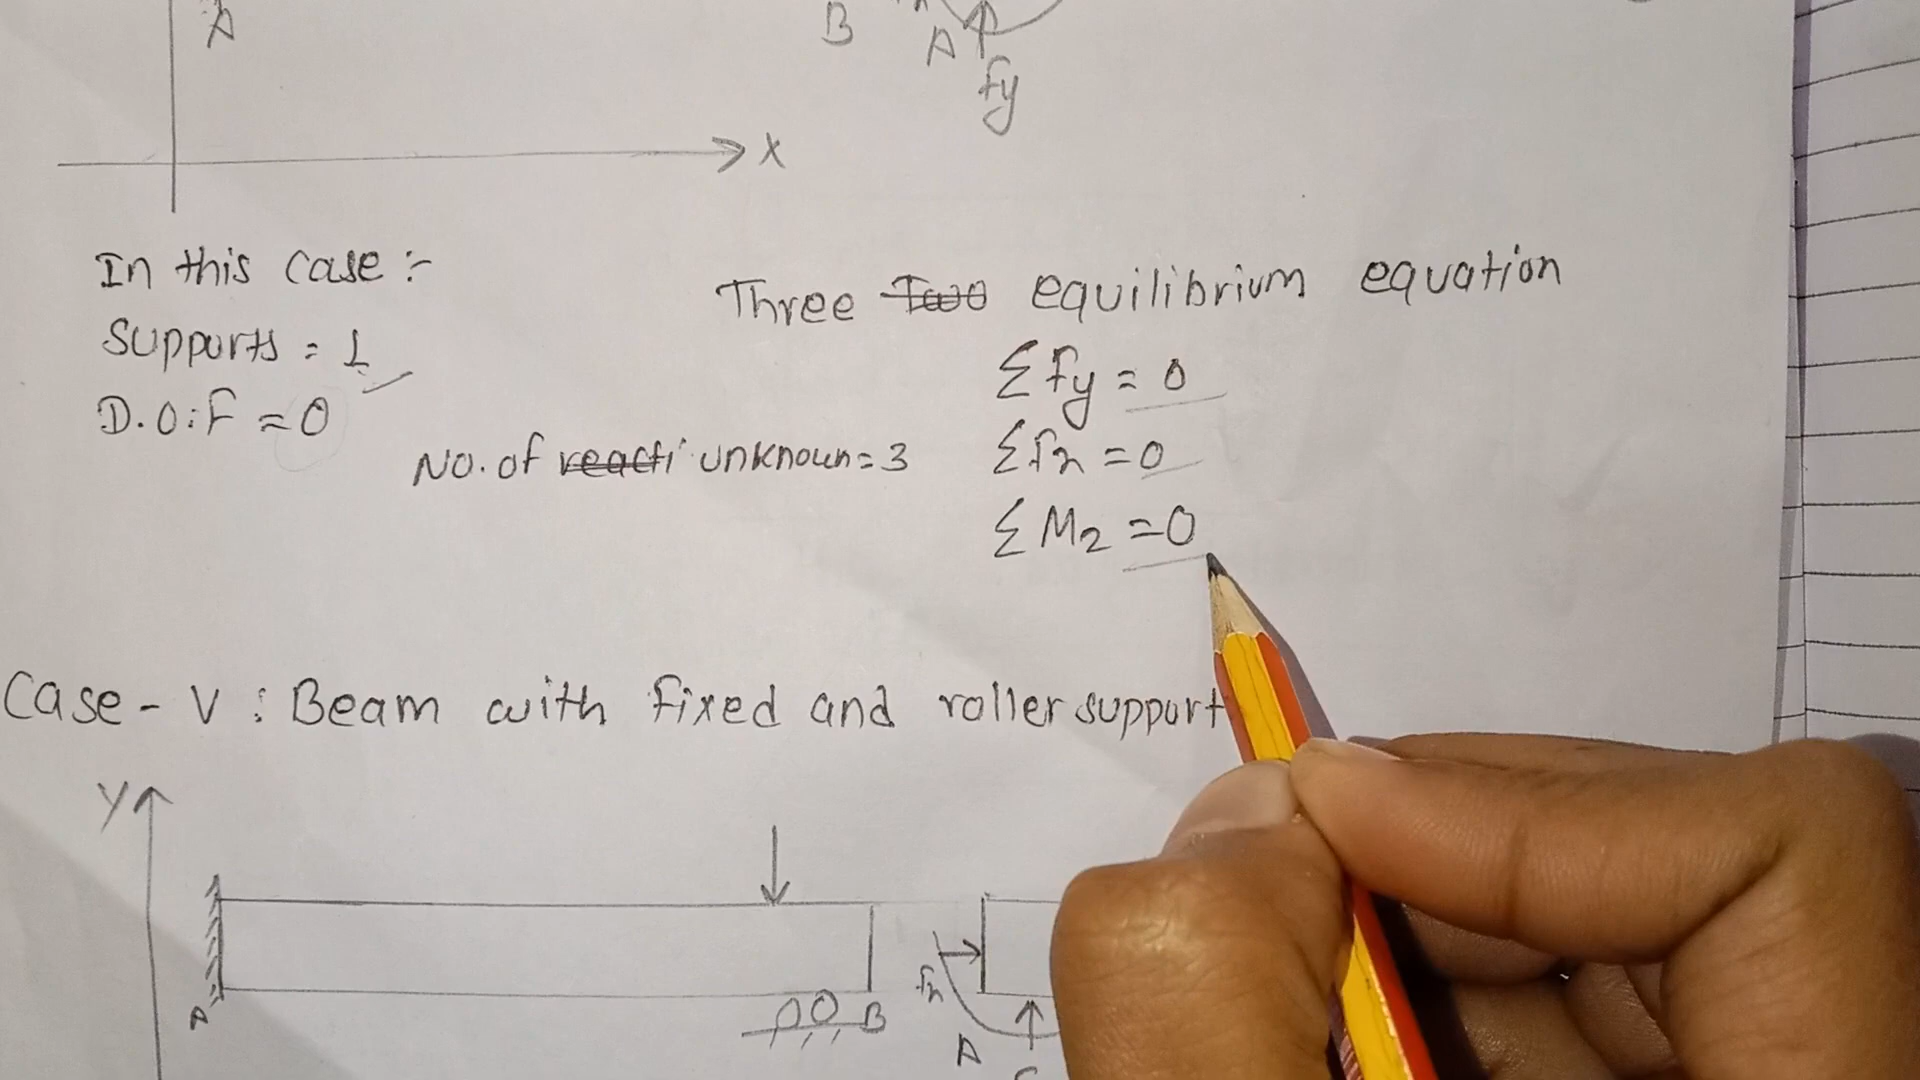 A
B
A
fy
X
In this case :-
Supports = 1
D.O.F = 0
Three Two equilibrium equation
Σfy = 0
No. of reacti unknown = 3
Σfx = 0
ΣMz = 0
Case - V : Beam with fixed and roller support
Y
A
B
fx
A